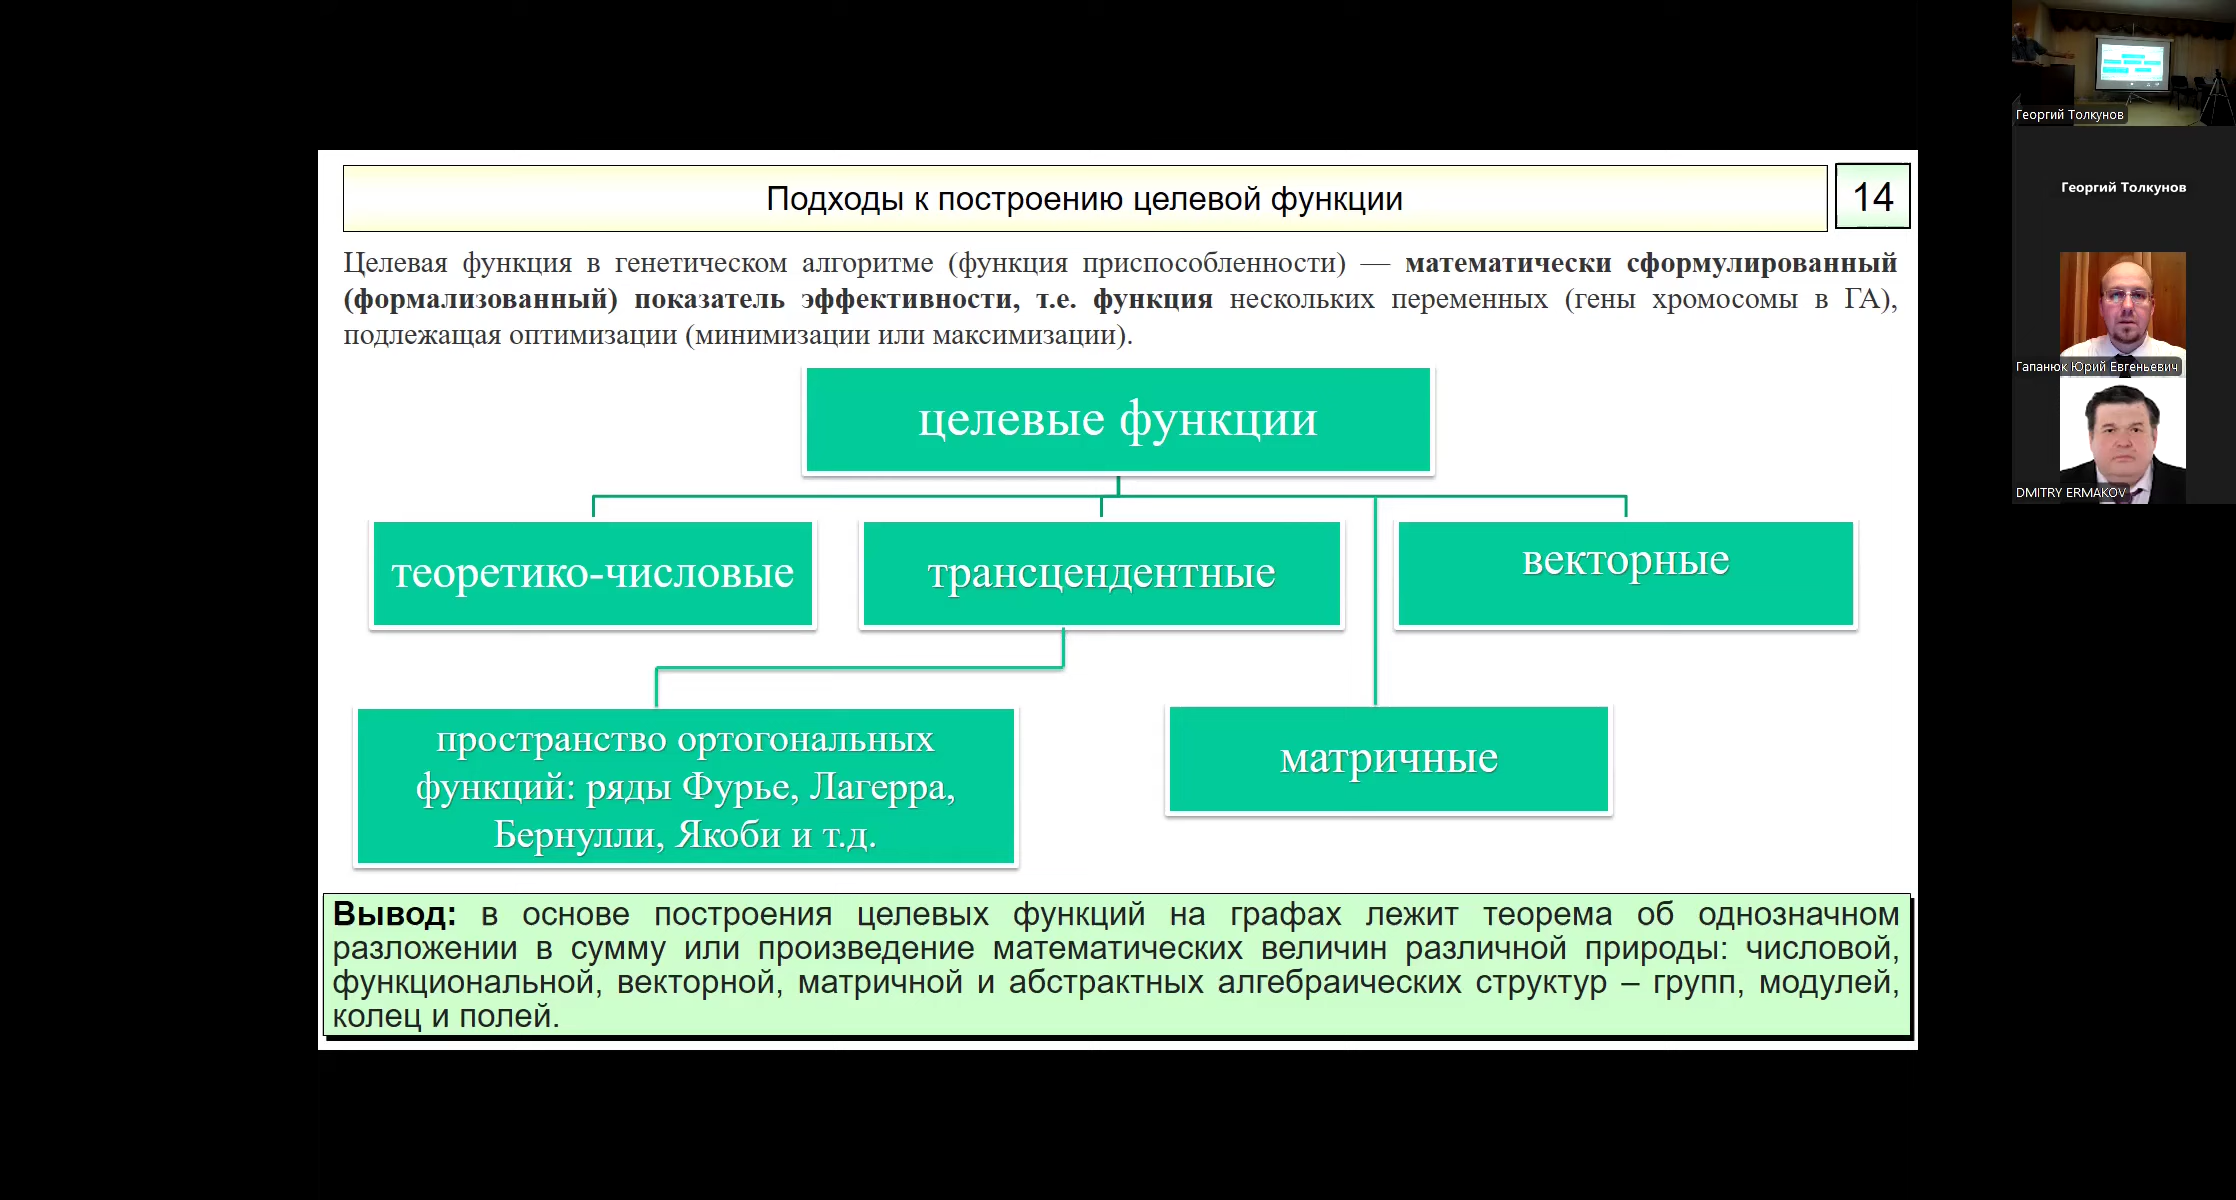 Подходы к построению целевой функции
14
Целевая функция в генетическом алгоритме (функция приспособленности) — математически сформулированный
(формализованный) показатель эффективности, т.е. функция нескольких переменных (гены хромосомы в ГА),
подлежащая оптимизации (минимизации или максимизации).
целевые функции
теоретико-числовые
трансцендентные
векторные
пространство ортогональных
функций: ряды Фурье, Лагерра,
Бернулли, Якоби и т.д.
матричные
Вывод: в основе построения целевых функций на графах лежит теорема об однозначном
разложении в сумму или произведение математических величин различной природы: числовой,
функциональной, векторной, матричной и абстрактных алгебраических структур – групп, модулей,
колец и полей.
Георгий Толкунов
Георгий Толкунов
Гапанюк Юрий Евгеньевич
DMITRY ERMAKOV